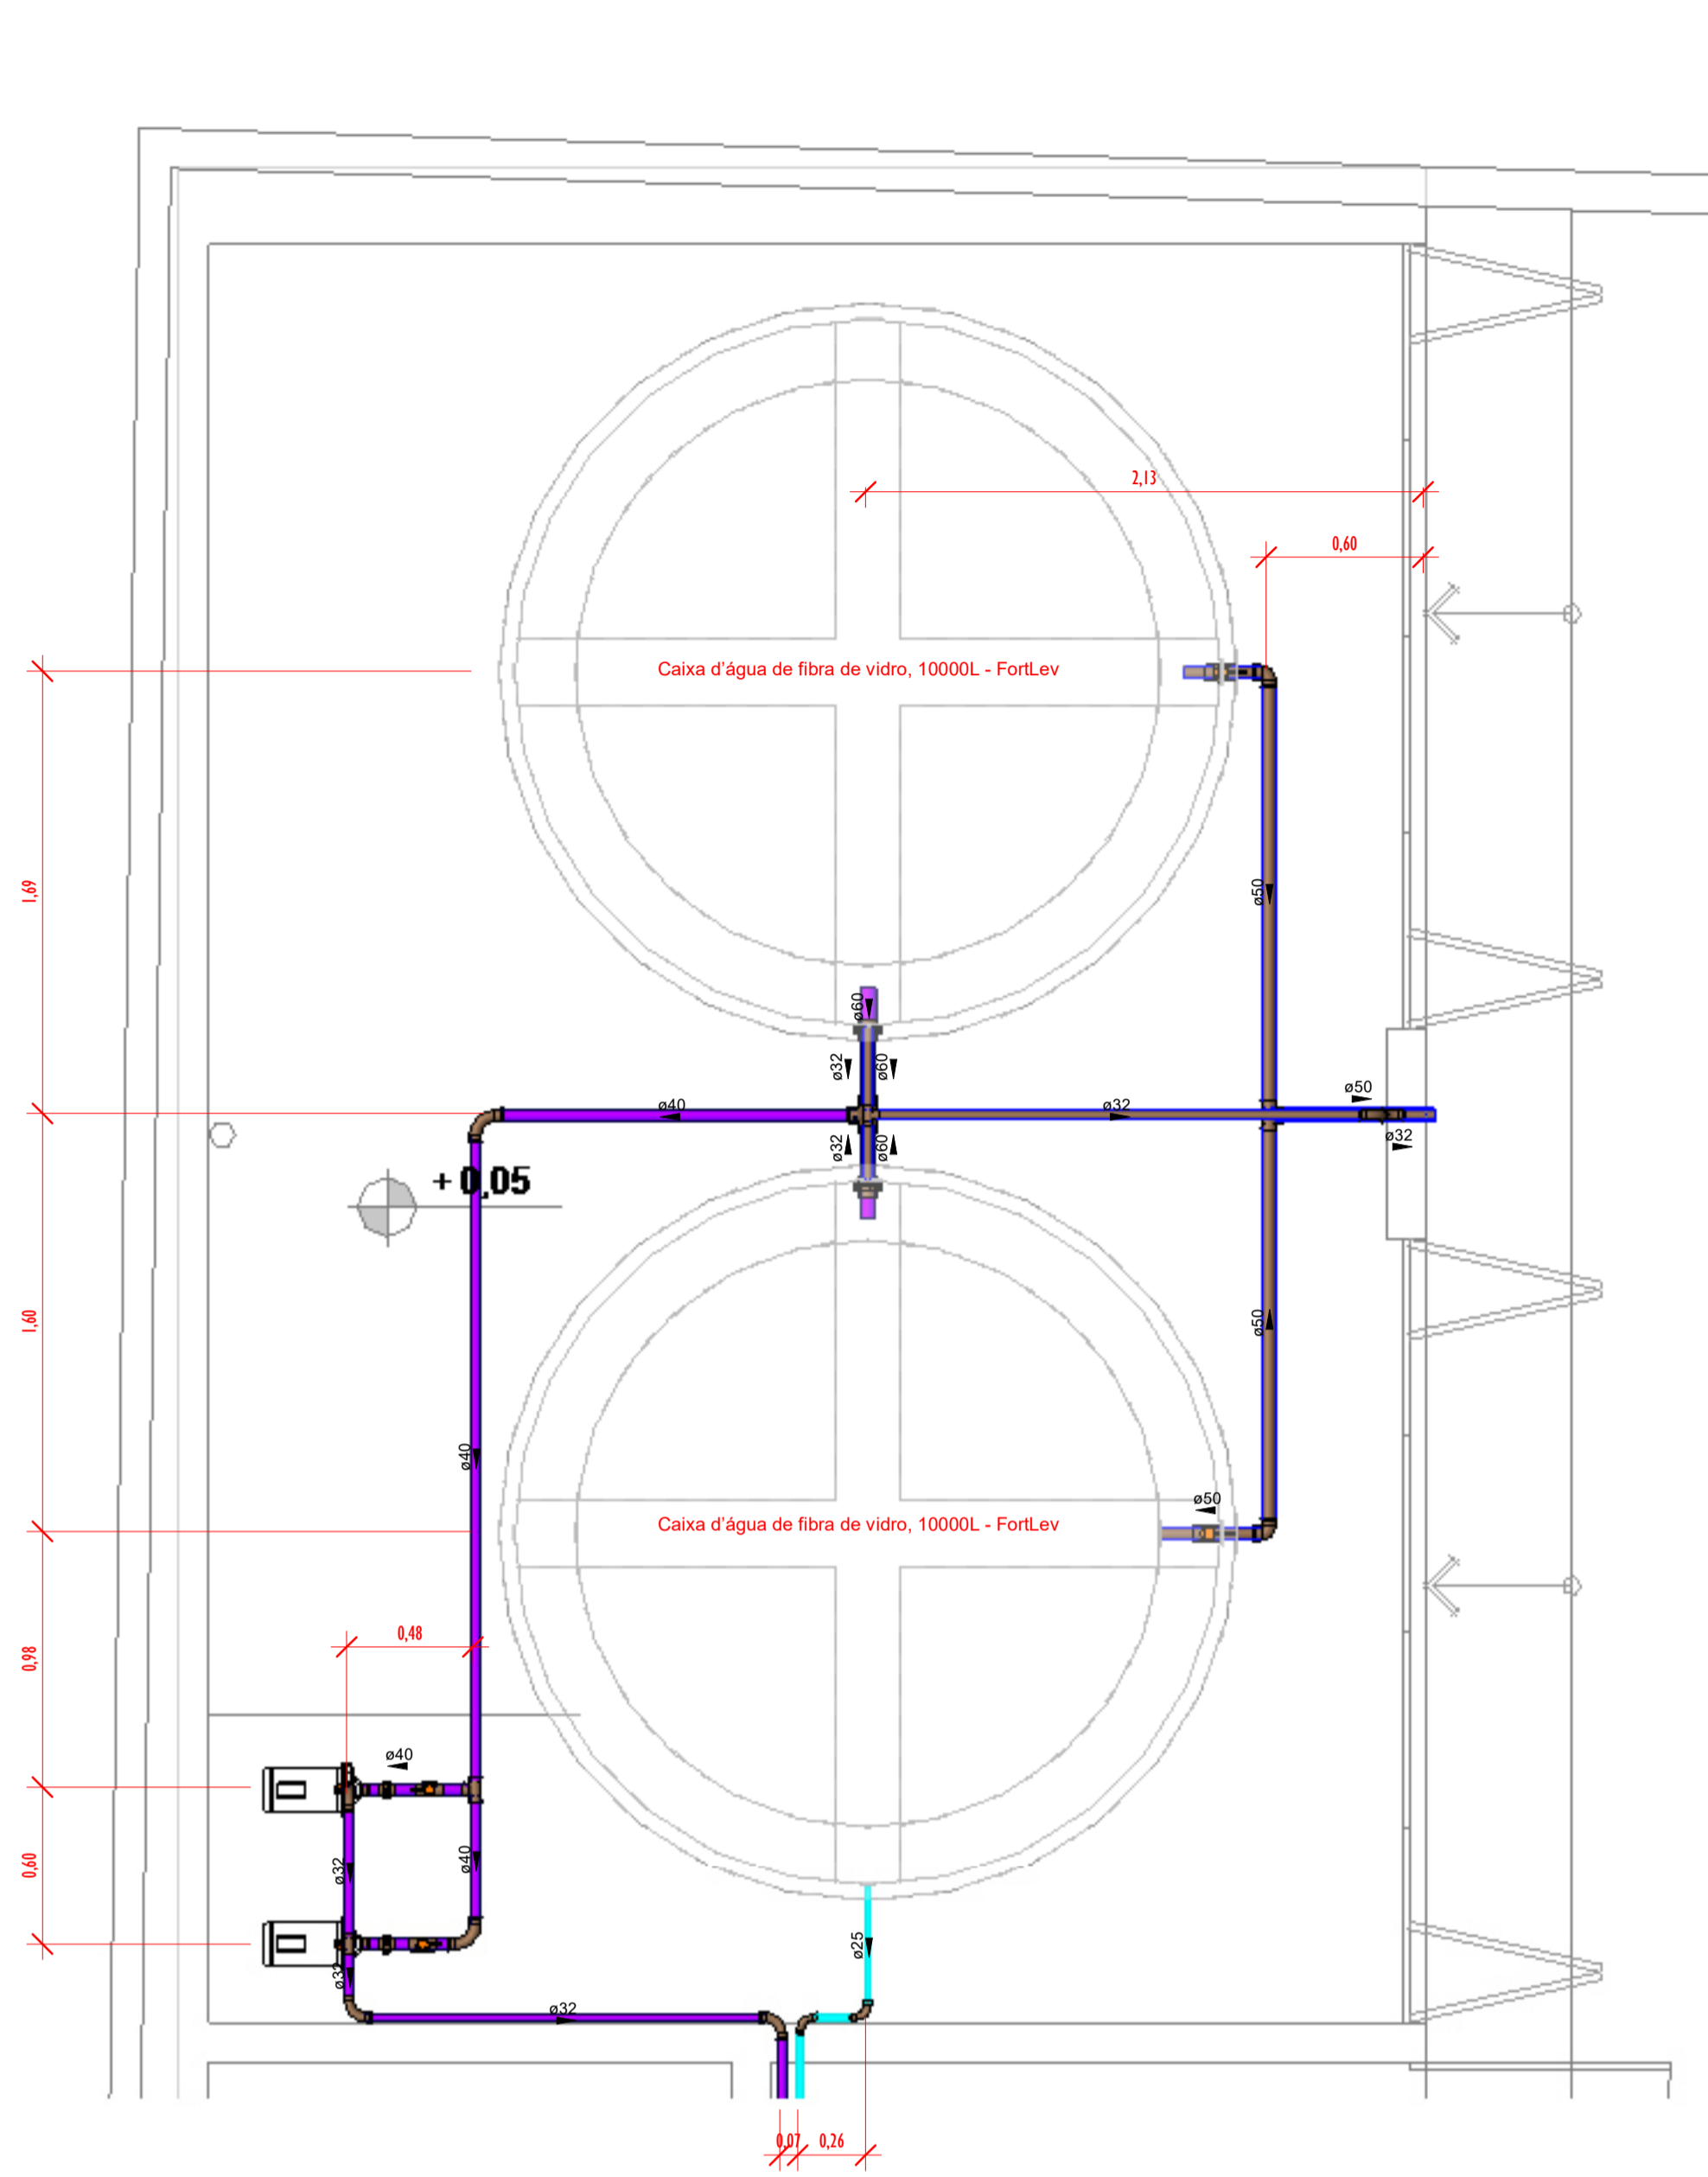 2,13
0,60
Caixa d'água de fibra de vidro, 10000L - FortLev
1,69
ø50
ø60
ø32
ø60
ø50
ø40
ø32
ø32
ø32
ø60
+ 0,05
1,60
ø50
ø40
ø50
Caixa d'água de fibra de vidro, 10000L - FortLev
0,48
0,98
ø40
0,60
ø32
ø40
ø25
ø32
ø32
0,07
0,26